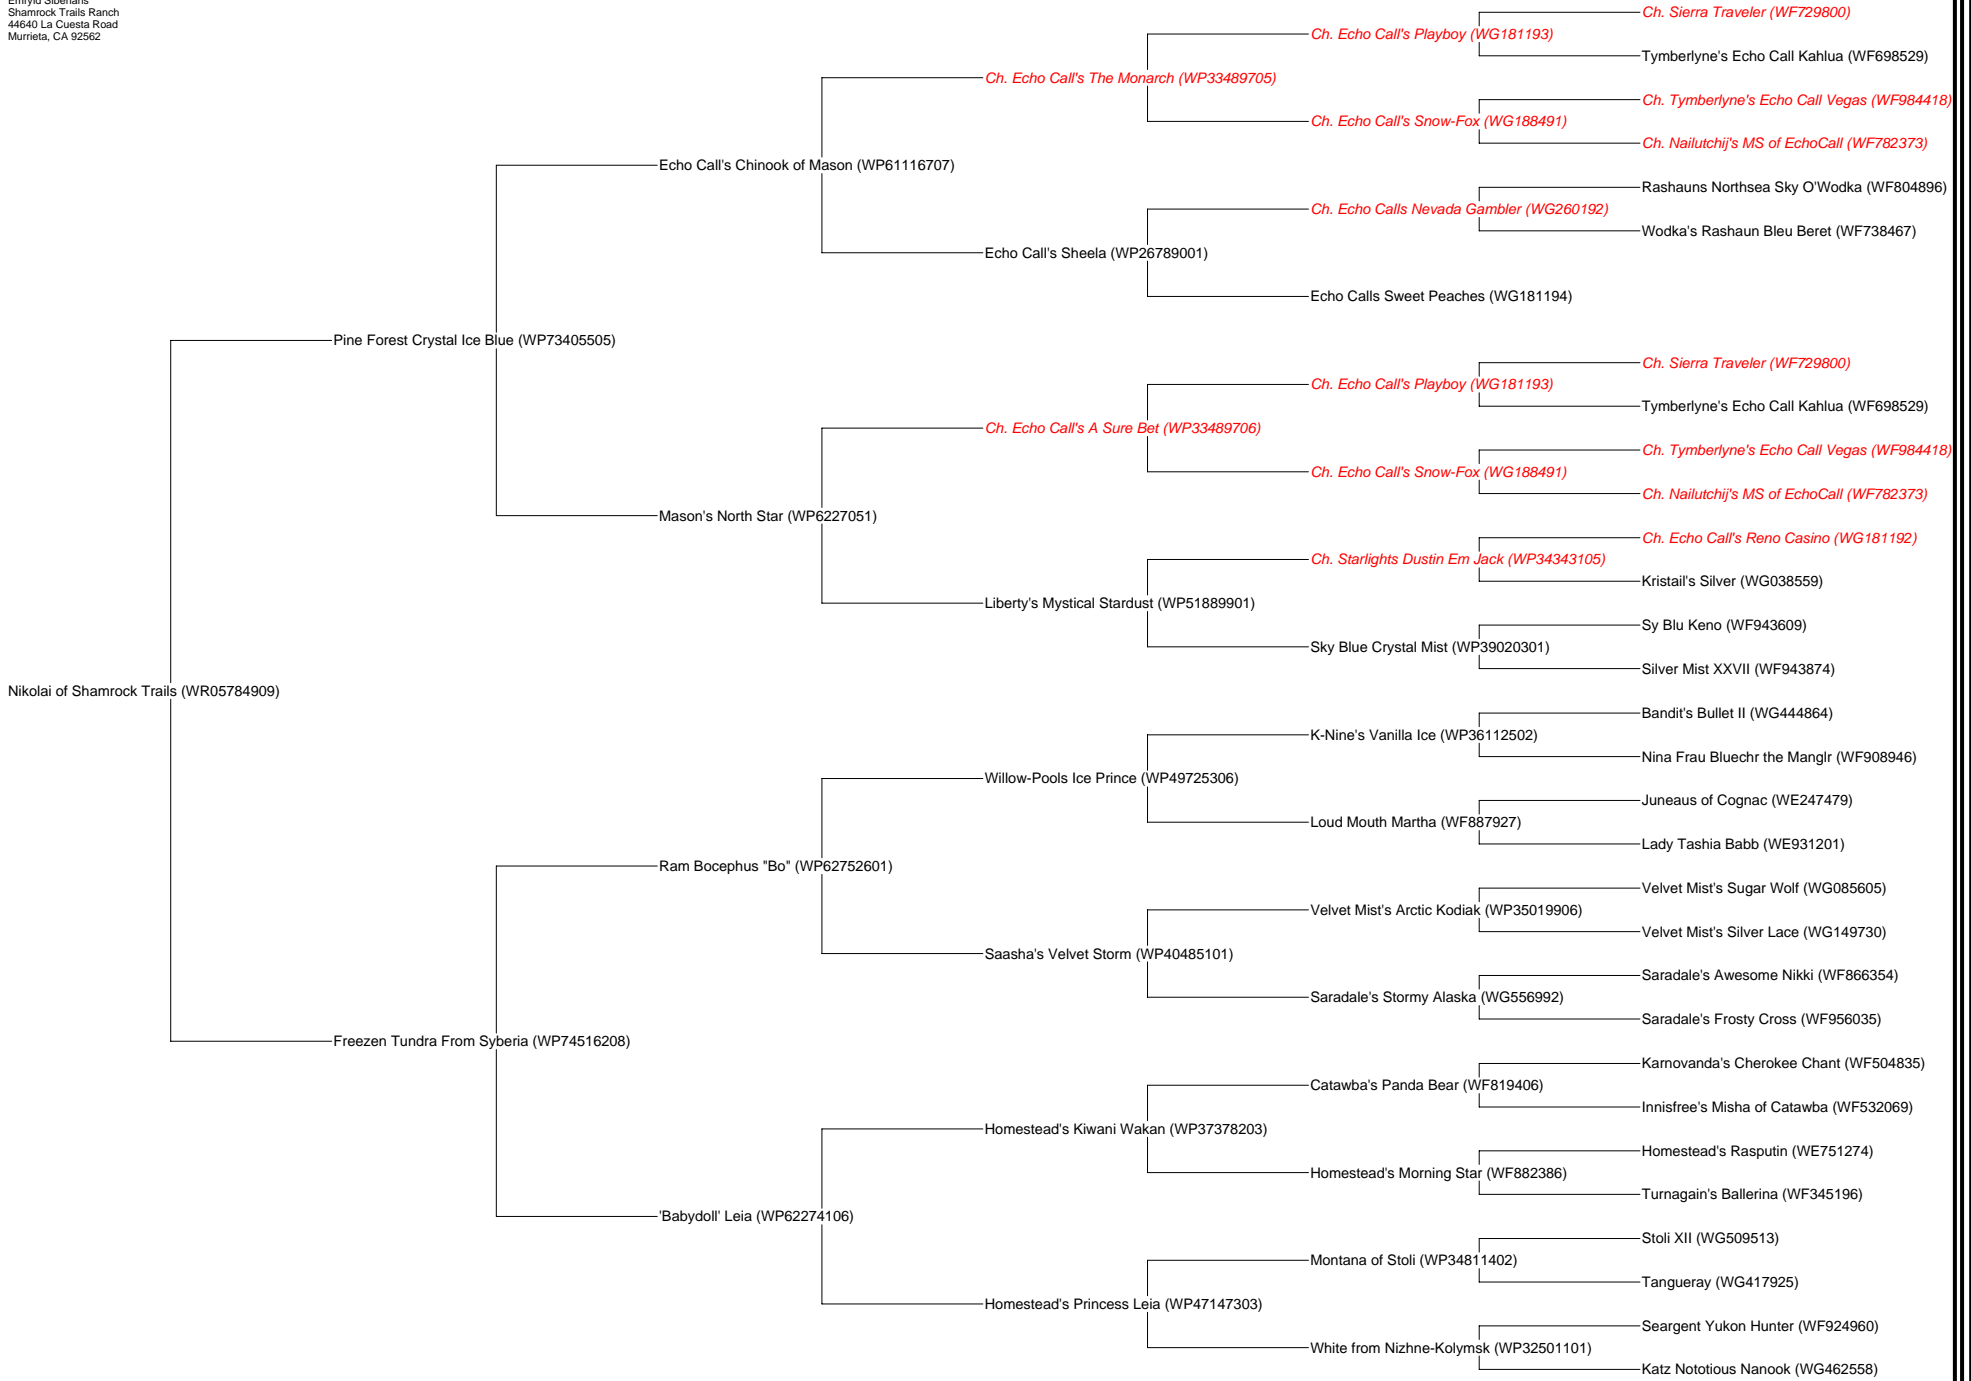 Emryld Siberians
Shamrock Trails Ranch
44640 La Cuesta Road
Murrieta, CA 92562
Ch. Sierra Traveler (WF729800)
Ch. Echo Call's Playboy (WG181193)
Tymberlyne's Echo Call Kahlua (WF698529)
Ch. Echo Call's The Monarch (WP33489705)
Ch. Tymberlyne's Echo Call Vegas (WF984418)
Ch. Echo Call's Snow-Fox (WG188491)
Ch. Nailutchij's MS of EchoCall (WF782373)
Echo Call's Chinook of Mason (WP61116707)
Rashauns Northsea Sky O'Wodka (WF804896)
Ch. Echo Calls Nevada Gambler (WG260192)
Wodka's Rashaun Bleu Beret (WF738467)
Echo Call's Sheela (WP26789001)
Echo Calls Sweet Peaches (WG181194)
Pine Forest Crystal Ice Blue (WP73405505)
Ch. Sierra Traveler (WF729800)
Ch. Echo Call's Playboy (WG181193)
Tymberlyne's Echo Call Kahlua (WF698529)
Ch. Echo Call's A Sure Bet (WP33489706)
Ch. Tymberlyne's Echo Call Vegas (WF984418)
Ch. Echo Call's Snow-Fox (WG188491)
Ch. Nailutchij's MS of EchoCall (WF782373)
Mason's North Star (WP6227051)
Ch. Echo Call's Reno Casino (WG181192)
Ch. Starlights Dustin Em Jack (WP34343105)
Kristail's Silver (WG038559)
Liberty's Mystical Stardust (WP51889901)
Sy Blu Keno (WF943609)
Sky Blue Crystal Mist (WP39020301)
Silver Mist XXVII (WF943874)
Nikolai of Shamrock Trails (WR05784909)
Bandit's Bullet II (WG444864)
K-Nine's Vanilla Ice (WP36112502)
Nina Frau Bluechr the Manglr (WF908946)
Willow-Pools Ice Prince (WP49725306)
Juneaus of Cognac (WE247479)
Loud Mouth Martha (WF887927)
Lady Tashia Babb (WE931201)
Ram Bocephus "Bo" (WP62752601)
Velvet Mist's Sugar Wolf (WG085605)
Velvet Mist's Arctic Kodiak (WP35019906)
Velvet Mist's Silver Lace (WG149730)
Saasha's Velvet Storm (WP40485101)
Saradale's Awesome Nikki (WF866354)
Saradale's Stormy Alaska (WG556992)
Saradale's Frosty Cross (WF956035)
Freezen Tundra From Syberia (WP74516208)
Karnovanda's Cherokee Chant (WF504835)
Catawba's Panda Bear (WF819406)
Innisfree's Misha of Catawba (WF532069)
Homestead's Kiwani Wakan (WP37378203)
Homestead's Rasputin (WE751274)
Homestead's Morning Star (WF882386)
Turnagain's Ballerina (WF345196)
'Babydoll' Leia (WP62274106)
Stoli XII (WG509513)
Montana of Stoli (WP34811402)
Tangueray (WG417925)
Homestead's Princess Leia (WP47147303)
Seargent Yukon Hunter (WF924960)
White from Nizhne-Kolymsk (WP32501101)
Katz Nototious Nanook (WG462558)